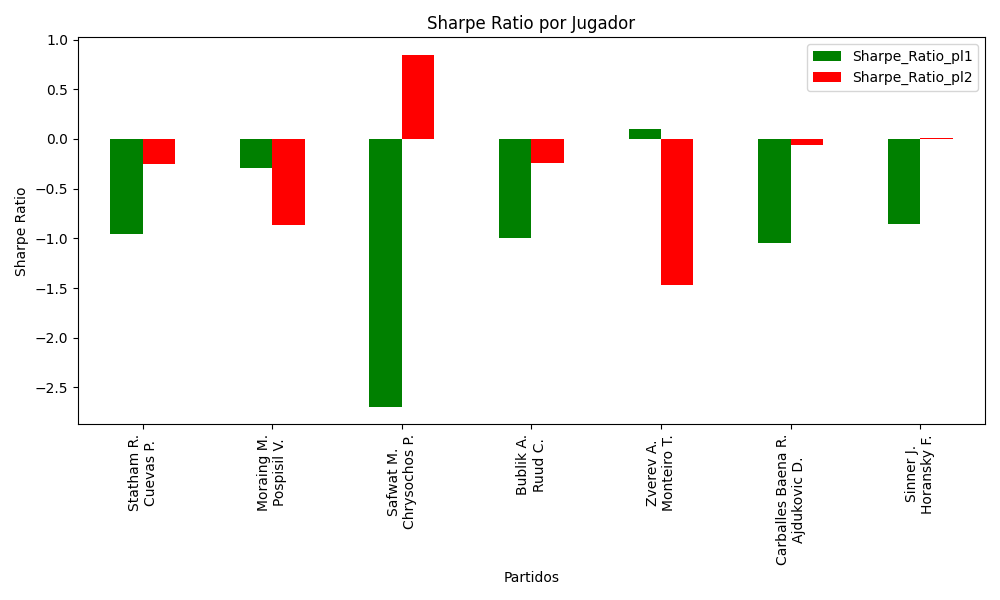 Sharpe Ratio por Jugador
Sharpe_Ratio_pl1
Sharpe_Ratio_pl2
Sharpe Ratio
1.0
0.5
0.0
−0.5
−1.0
−1.5
−2.0
−2.5
Statham R.
Cuevas P.
Moraing M.
Pospisil V.
Safwat M.
Chrysochos P.
Bublik A.
Ruud C.
Zverev A.
Monteiro T.
Carballes Baena R.
Ajdukovic D.
Sinner J.
Horansky F.
Partidos